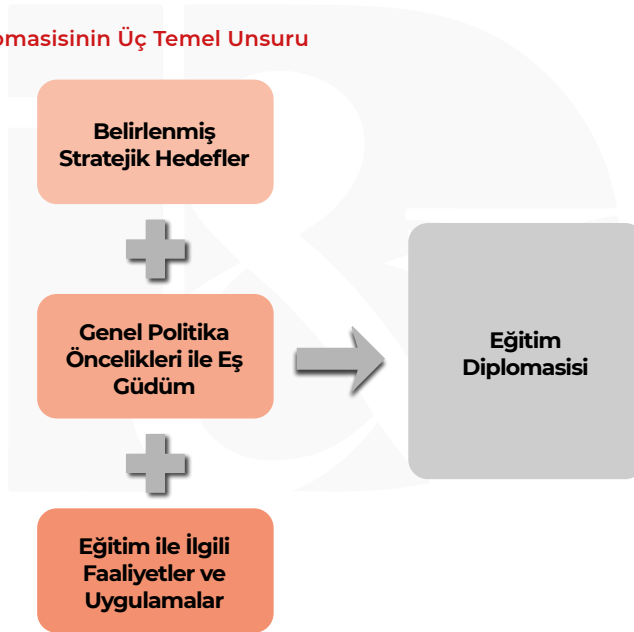 omasisinin Üç Temel Unsuru
Belirlenmiş
Stratejik Hedefler
Genel Politika
Öncelikleri ile Eş
Güdüm
Eğitim
Diplomasisi
Eğitim ile İlgili
Faaliyetler ve
Uygulamalar